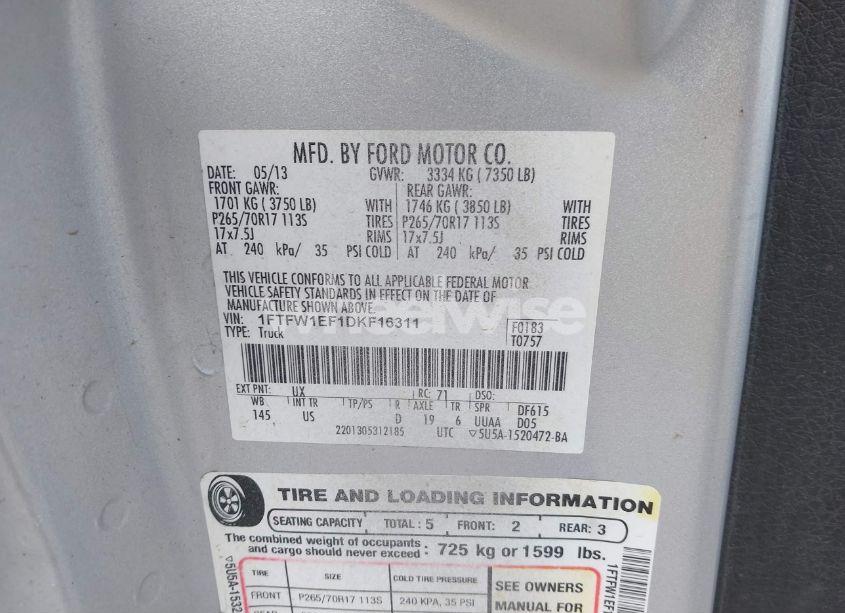 MFD. BY FORD MOTOR CO.
DATE: 05/13 GVWR: 3334 KG ( 7350 LB)
FRONT GAWR: REAR GAWR:
1701 KG ( 3750 LB) WITH 1746 KG ( 3850 LB) WITH
P265/70R17 113S TIRES P265/70R17 113S TIRES
17x7.5J RIMS 17x7.5J RIMS
AT 240 kPa/ 35 PSI COLD AT 240 kPa/ 35 PSI COLD
THIS VEHICLE CONFORMS TO ALL APPLICABLE FEDERAL MOTOR
VEHICLE SAFETY STANDARDS IN EFFECT ON THE DATE OF
MANUFACTURE SHOWN ABOVE.
VIN: 1FTFW1EF1DKF16311 F0183
TYPE: Truck T0757
EXT PNT: UX RC: 71 DSO:
WB INT TR TP/PS R AXLE TR SPR DF615
145 US D 19 6 UUAA D05
2201305312185 UTC ▽5U5A-1520472-BA
wheelwise
TIRE AND LOADING INFORMATION
SEATING CAPACITY TOTAL : 5 FRONT: 2 REAR: 3
The combined weight of occupants
and cargo should never exceed : 725 kg or 1599 lbs.
TIRE SIZE COLD TIRE PRESSURE SEE OWNERS
FRONT P265/70R17 113S 240 KPA, 35 PSI MANUAL FOR
▽5U5A-1532
1FTFW1EF